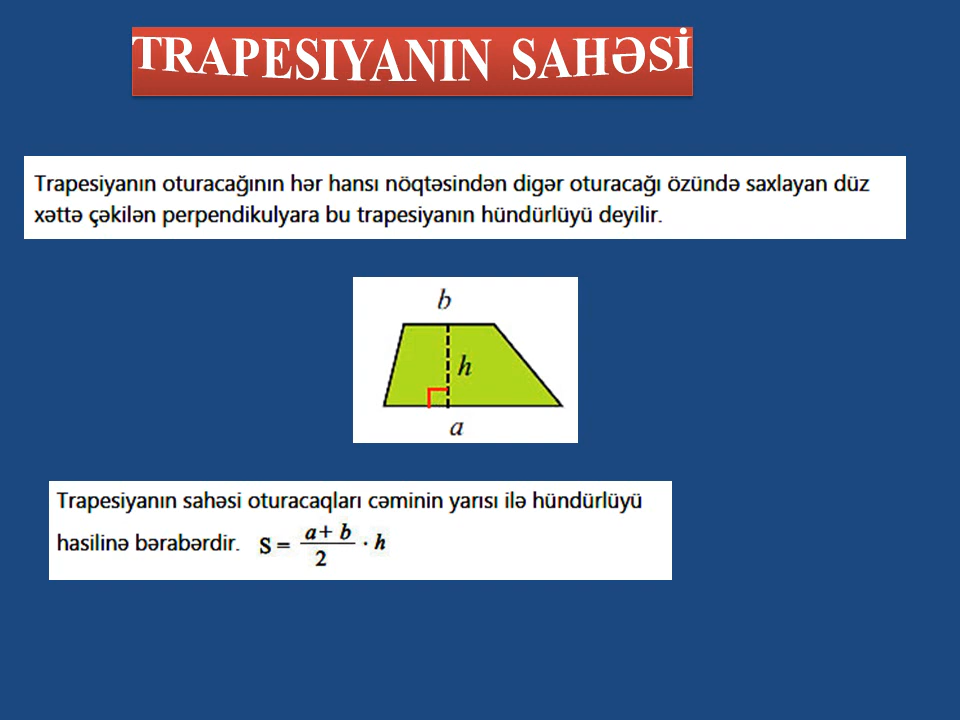 TRAPESIYANIN SAHƏSİ
Trapesiyanın oturacağının hər hansı nöqtəsindən digər oturacağı özündə saxlayan düz
xəttə çəkilən perpendikulyara bu trapesiyanın hündürlüyü deyilir.
b
h
a
Trapesiyanın sahəsi oturacaqları cəminin yarısı ilə hündürlüyü
hasilinə bərabərdir. S = a + b / 2 · h